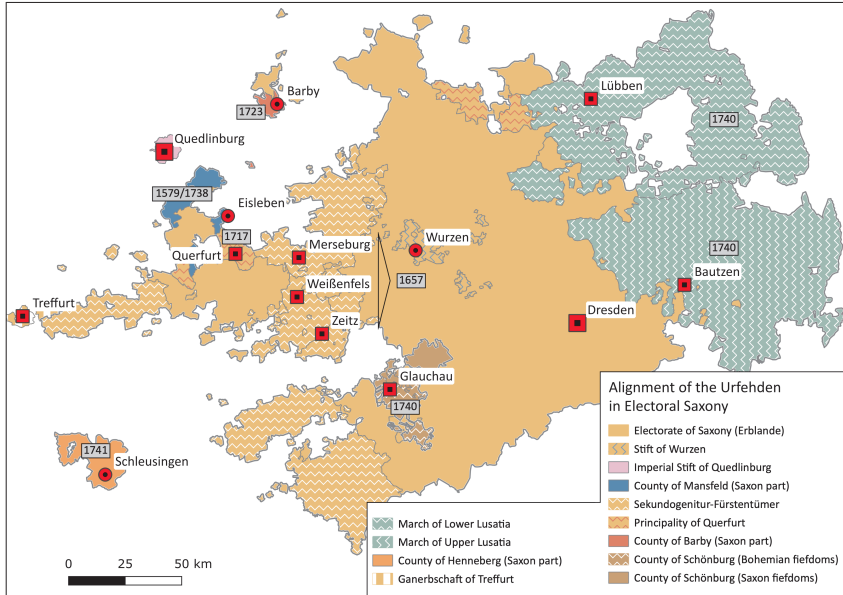 Lübben
Barby
1723
1740
Quedlinburg
1579/1738
Eisleben
1717
Querfurt
Merseburg
Wurzen
1740
Bautzen
1657
Weißenfels
Treffurt
Zeitz
Dresden
Glauchau
1740
1741
Schleusingen
Alignment of the Urfehden
in Electoral Saxony
Electorate of Saxony (Erblande)
Stift of Wurzen
Imperial Stift of Quedlinburg
County of Mansfeld (Saxon part)
Sekundogenitur-Fürstentümer
Principality of Querfurt
County of Barby (Saxon part)
County of Schönburg (Bohemian fiefdoms)
County of Schönburg (Saxon fiefdoms)
March of Lower Lusatia
March of Upper Lusatia
County of Henneberg (Saxon part)
Ganerbschaft of Treffurt
0 25 50 km